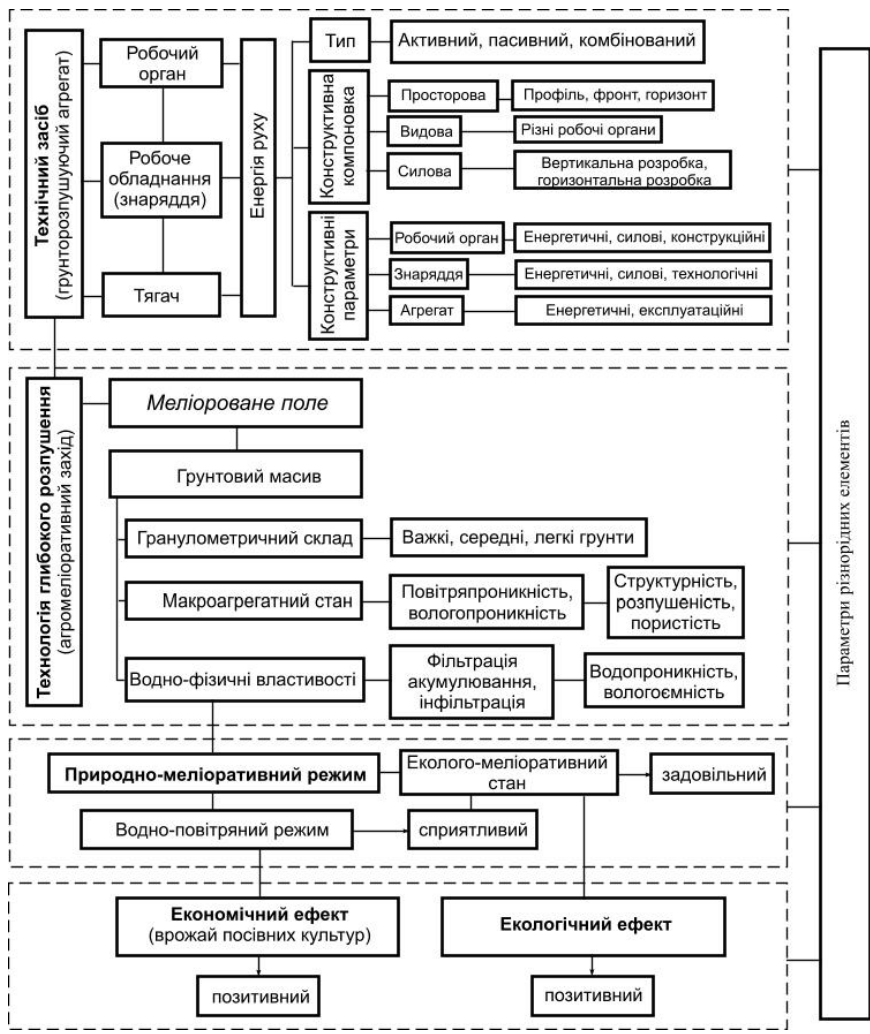 Технічний засіб
(грунторозпушуючий агрегат)
Робочий
орган
Робоче
обладнання
(знаряддя)
Тягач
Енергія руху
Тип
Активний, пасивний, комбінований
Конструктивна
компоновка
Просторова
Профіль, фронт, горизонт
Видова
Різні робочі органи
Силова
Вертикальна розробка,
горизонтальна розробка
Конструктивні
параметри
Робочий орган
Енергетичні, силові, конструкційні
Знаряддя
Енергетичні, силові, технологічні
Агрегат
Енергетичні, експлуатаційні
Технологія глибокого розпушення
(агромеліоративний захід)
Меліороване поле
Грунтовий масив
Гранулометричний склад
Важкі, середні, легкі грунти
Макроагрегатний стан
Повітряпроникність,
вологопроникність
Структурність,
розпушеність,
пористість
Водно-фізичні властивості
Фільтрація
акумулювання,
інфільтрація
Водопроникність,
вологоємність
Природно-меліоративний режим
Еколого-меліоративний
стан
задовільний
Водно-повітряний режим
сприятливий
Економічний ефект
(врожай посівних культур)
Екологічний ефект
позитивний
позитивний
Параметри різнорідних елементів